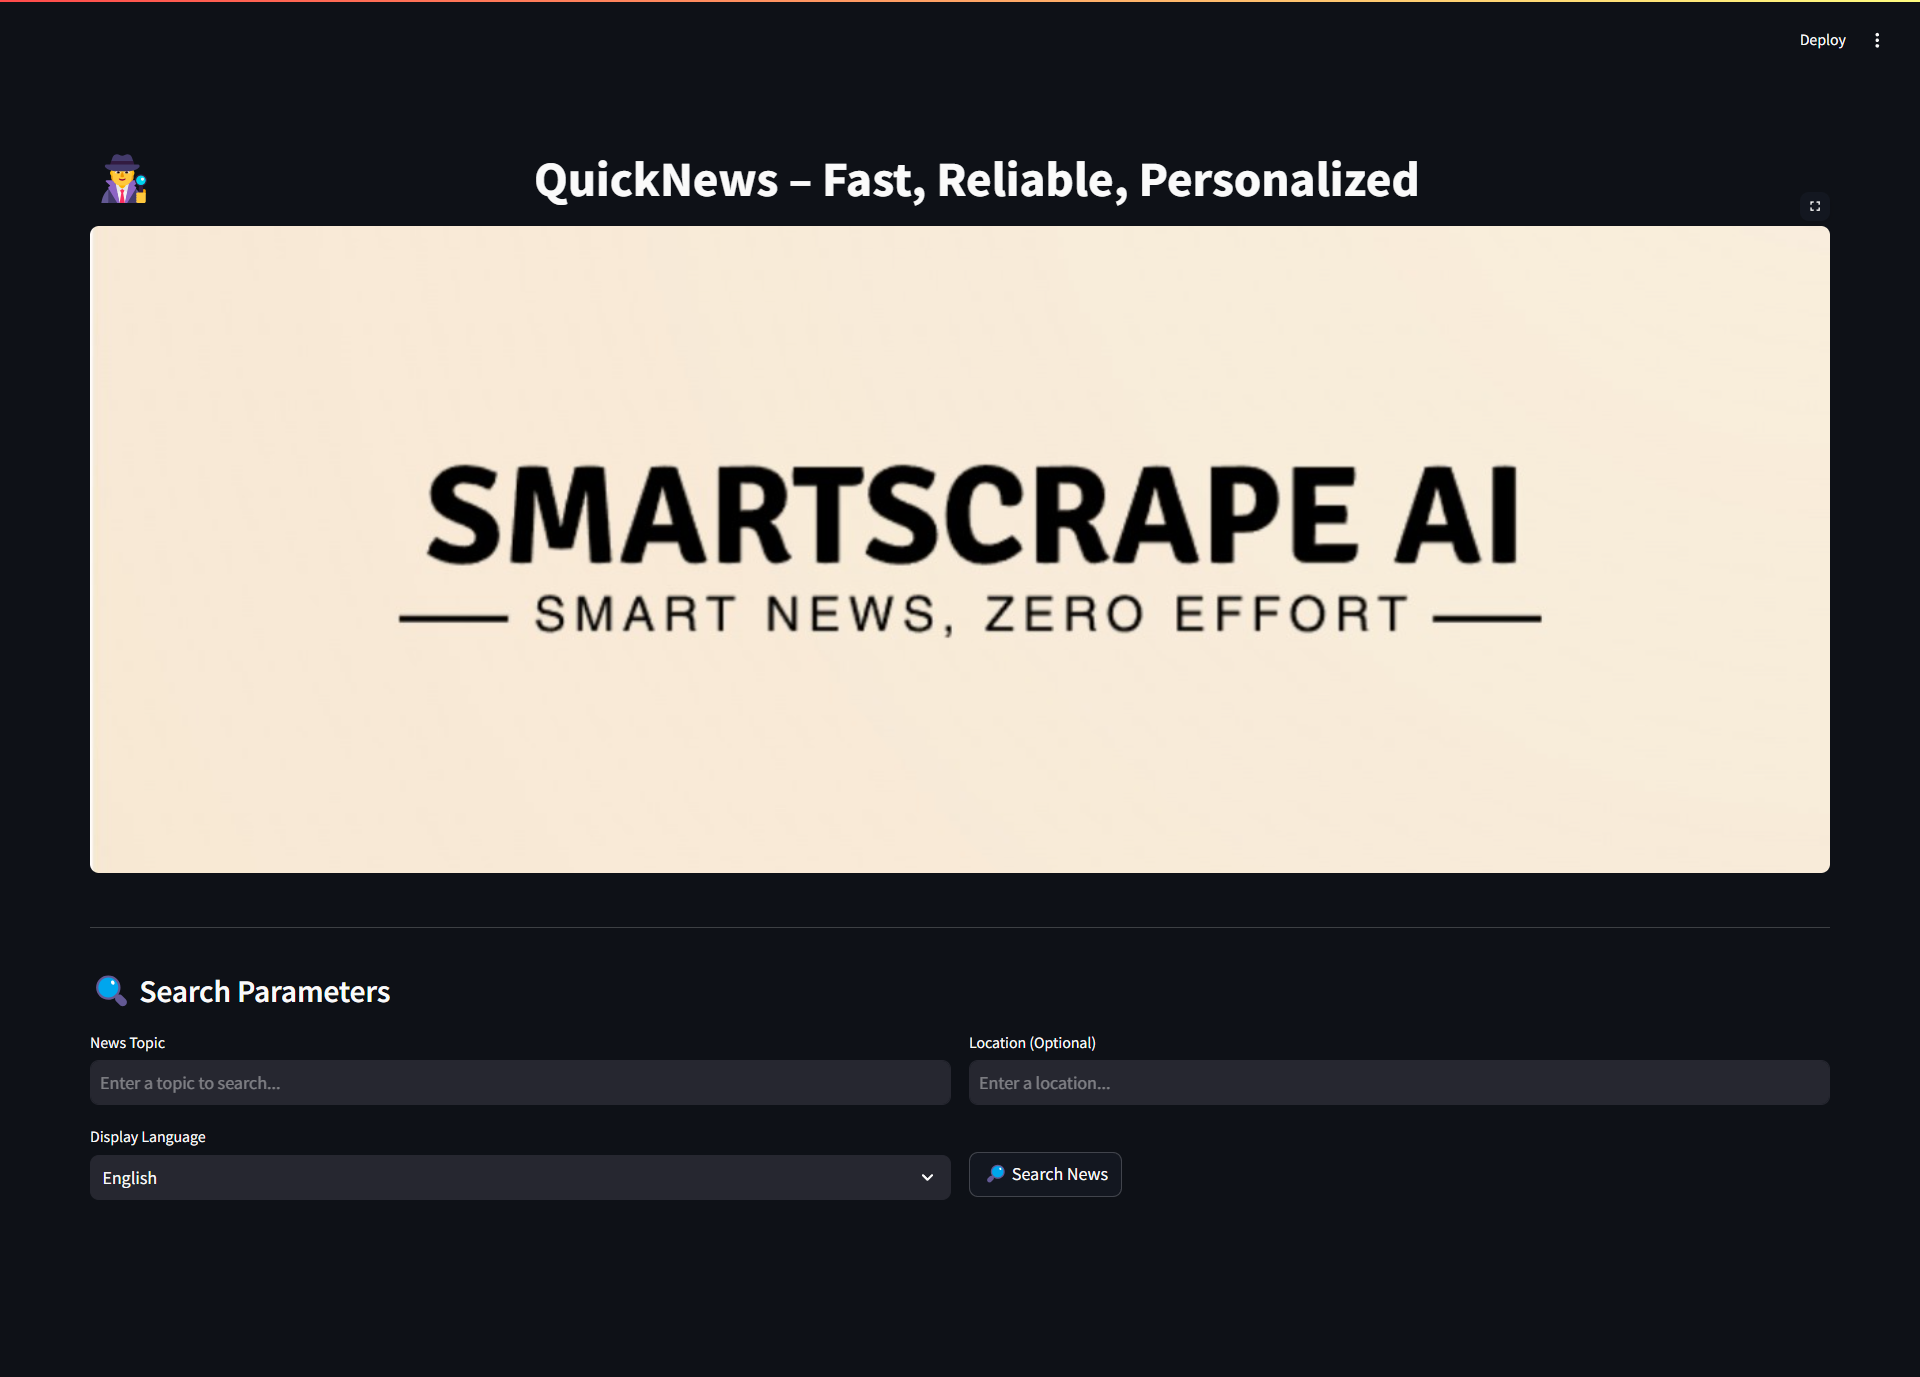 Deploy
QuickNews – Fast, Reliable, Personalized
SMARTSCRAPE AI
SMART NEWS, ZERO EFFORT
Search Parameters
News Topic
Location (Optional)
Enter a topic to search...
Enter a location...
Display Language
English
Search News